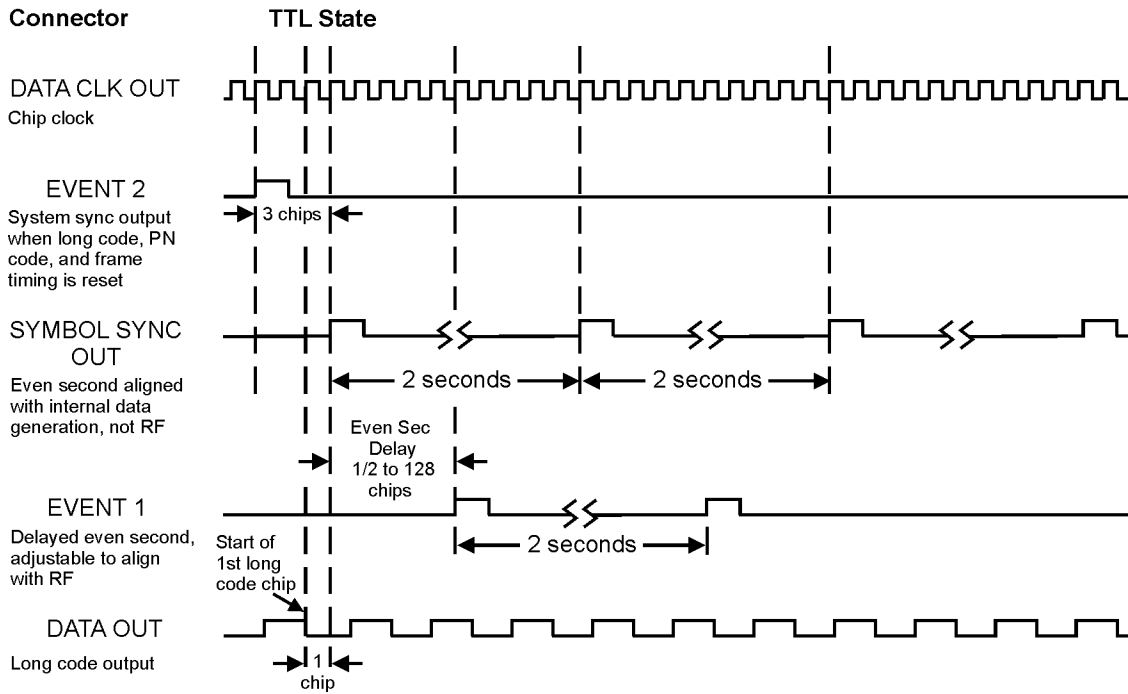 Connector TTL State
DATA CLK OUT
Chip clock
EVENT 2
System sync output
when long code, PN
code, and frame
timing is reset
3 chips
SYMBOL SYNC
OUT
Even second aligned
with internal data
generation, not RF
2 seconds
2 seconds
Even Sec
Delay
1/2 to 128
chips
EVENT 1
Delayed even second,
adjustable to align
with RF
2 seconds
Start of
1st long
code chip
DATA OUT
Long code output
1
chip